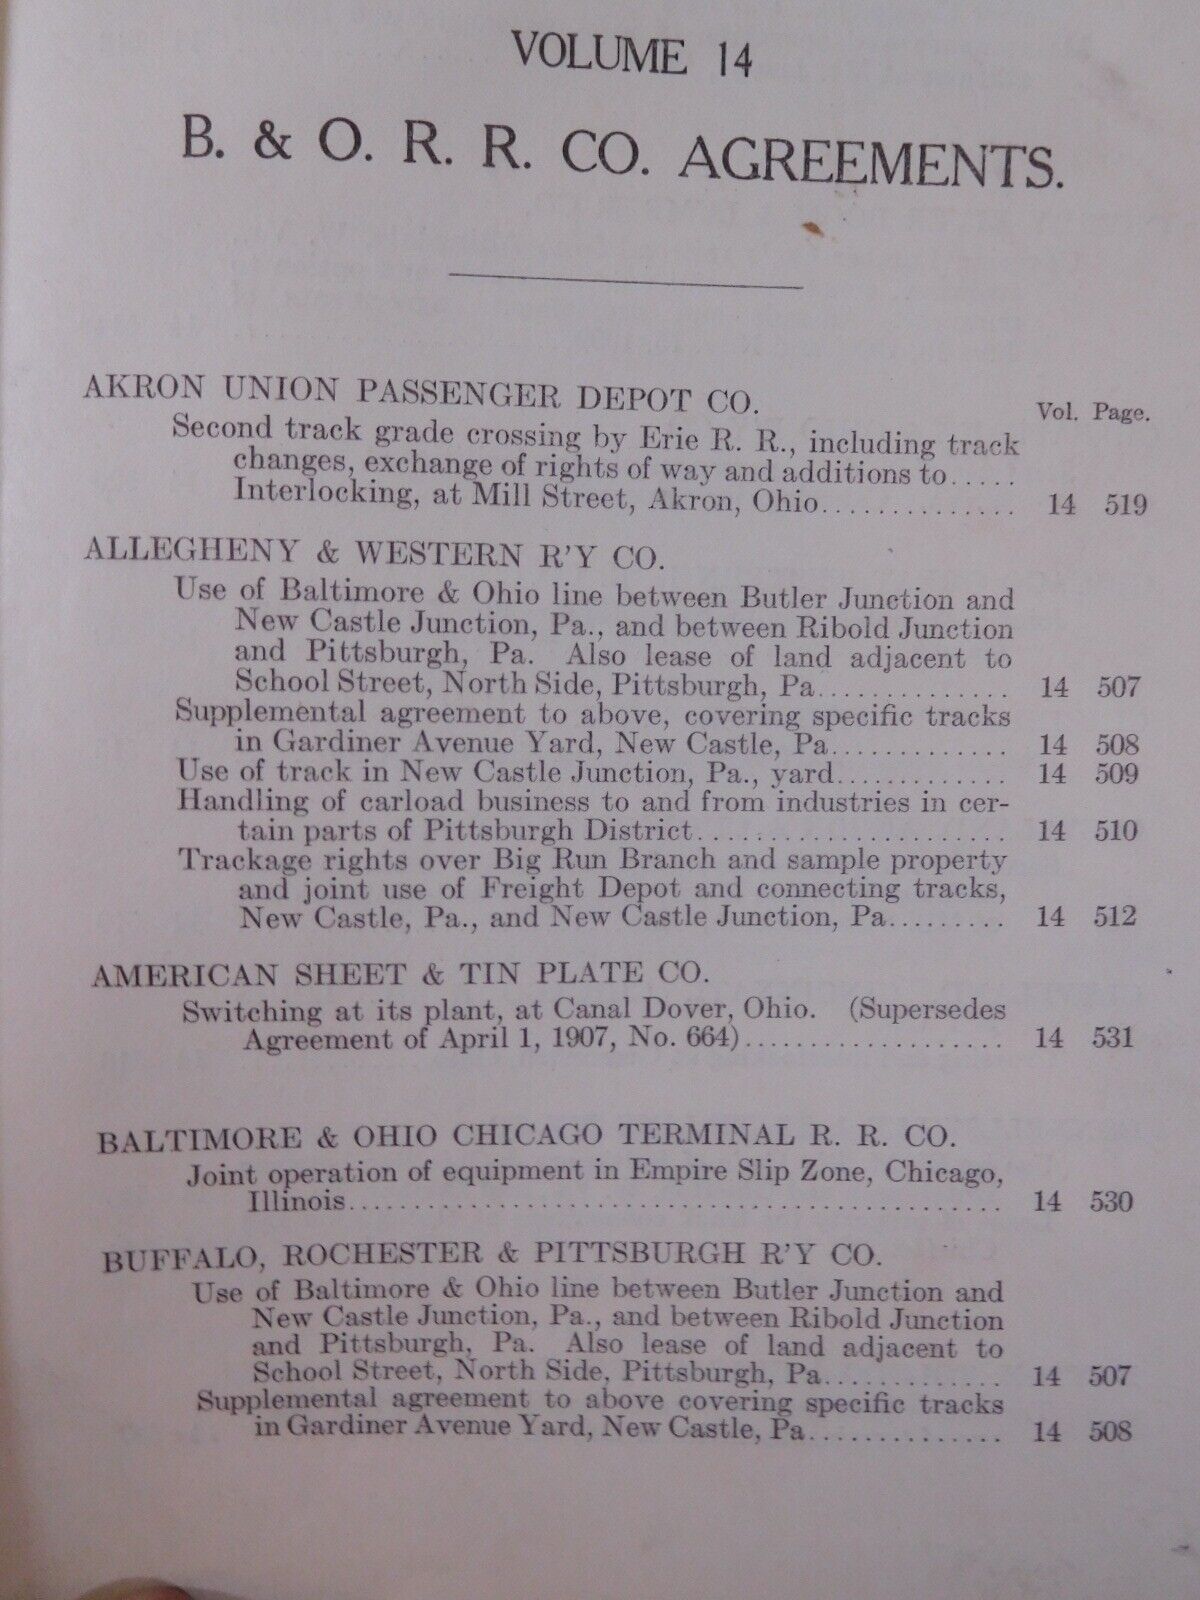 VOLUME 14
B. & O. R. R. CO. AGREEMENTS.
AKRON UNION PASSENGER DEPOT CO.
Vol. Page.
Second track grade crossing by Erie R. R., including track
changes, exchange of rights of way and additions to.....
Interlocking, at Mill Street, Akron, Ohio.............. 14 519
ALLEGHENY & WESTERN R'Y CO.
Use of Baltimore & Ohio line between Butler Junction and
New Castle Junction, Pa., and between Ribold Junction
and Pittsburgh, Pa. Also lease of land adjacent to
School Street, North Side, Pittsburgh, Pa.............. 14 507
Supplemental agreement to above, covering specific tracks
in Gardiner Avenue Yard, New Castle, Pa............. 14 508
Use of track in New Castle Junction, Pa., yard............. 14 509
Handling of carload business to and from industries in cer-
tain parts of Pittsburgh District........................ 14 510
Trackage rights over Big Run Branch and sample property
and joint use of Freight Depot and connecting tracks,
New Castle, Pa., and New Castle Junction, Pa......... 14 512
AMERICAN SHEET & TIN PLATE CO.
Switching at its plant, at Canal Dover, Ohio. (Supersedes
Agreement of April 1, 1907, No. 664).................... 14 531
BALTIMORE & OHIO CHICAGO TERMINAL R. R. CO.
Joint operation of equipment in Empire Slip Zone, Chicago,
Illinois.................................................. 14 530
BUFFALO, ROCHESTER & PITTSBURGH R'Y CO.
Use of Baltimore & Ohio line between Butler Junction and
New Castle Junction, Pa., and between Ribold Junction
and Pittsburgh, Pa. Also lease of land adjacent to
School Street, North Side, Pittsburgh, Pa............. 14 507
Supplemental agreement to above covering specific tracks
in Gardiner Avenue Yard, New Castle, Pa............... 14 508